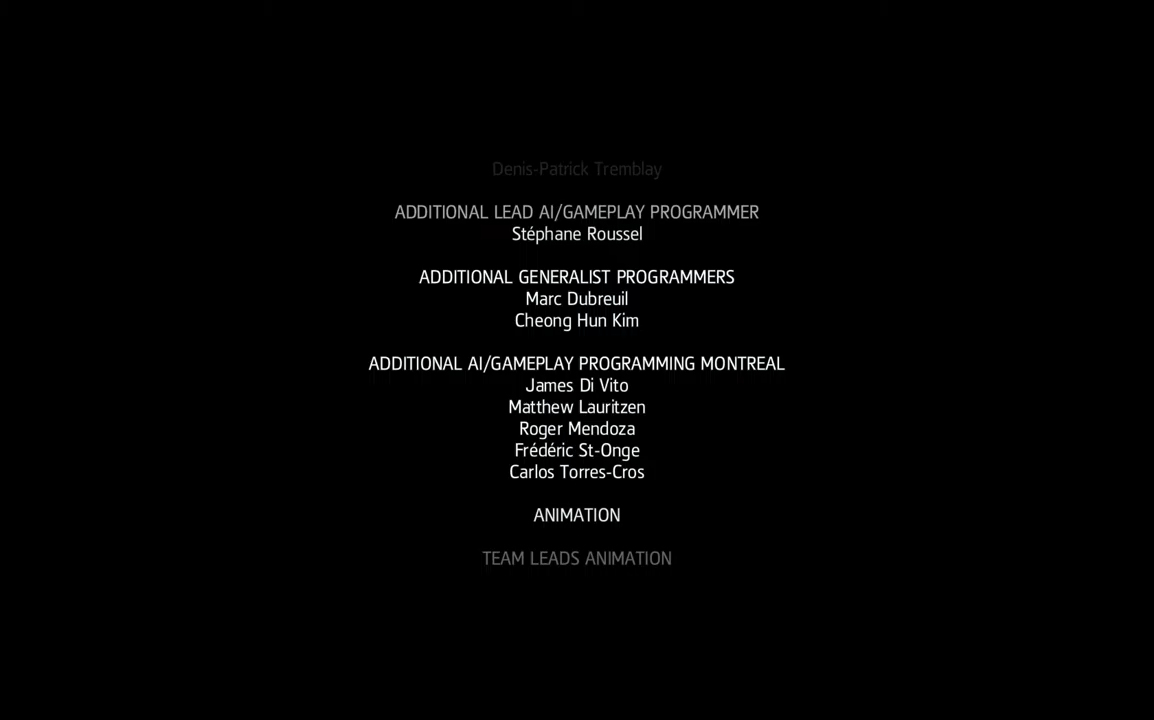 Denis-Patrick Tremblay
ADDITIONAL LEAD AI/GAMEPLAY PROGRAMMER
Stéphane Roussel
ADDITIONAL GENERALIST PROGRAMMERS
Marc Dubreuil
Cheong Hun Kim
ADDITIONAL AI/GAMEPLAY PROGRAMMING MONTREAL
James Di Vito
Matthew Lauritzen
Roger Mendoza
Frédéric St-Onge
Carlos Torres-Cros
ANIMATION
TEAM LEADS ANIMATION